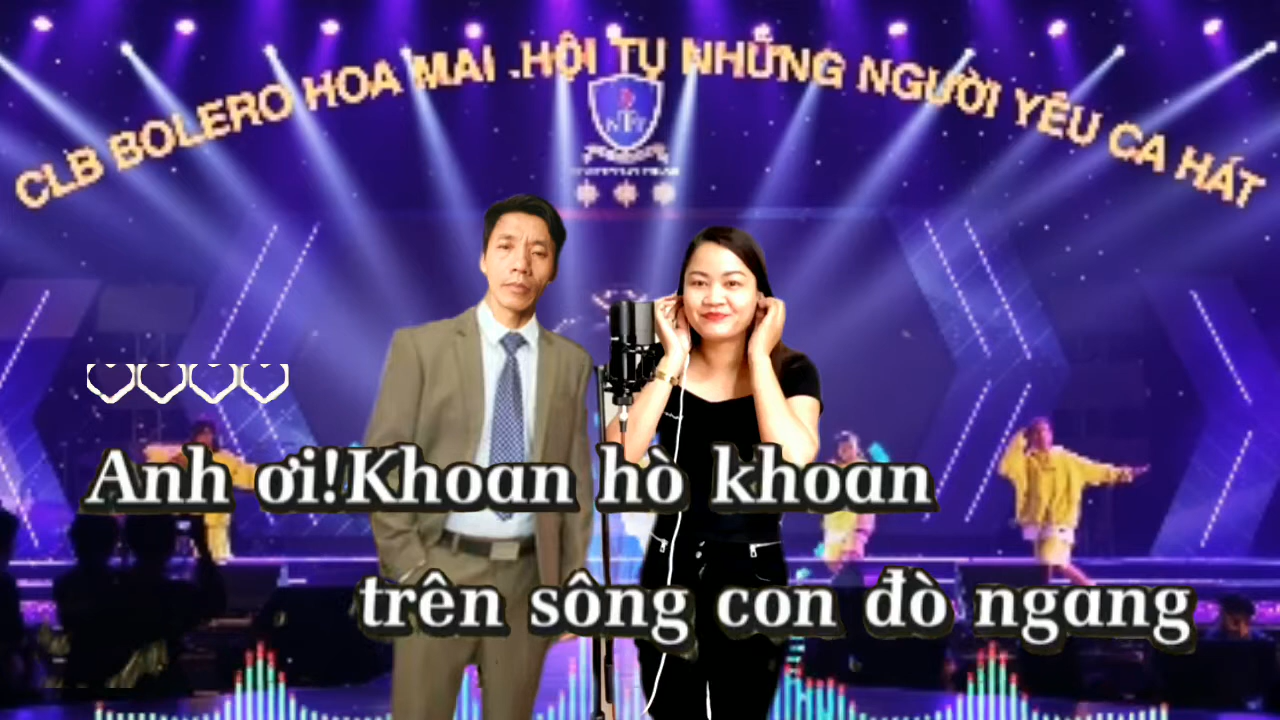 CLB BOLERO HOA MAI .HỘI TỤ NHỮNG NGƯỜI YÊU CA HÁT
Anh ơi!Khoan hò khoan
trên sông con đò ngang